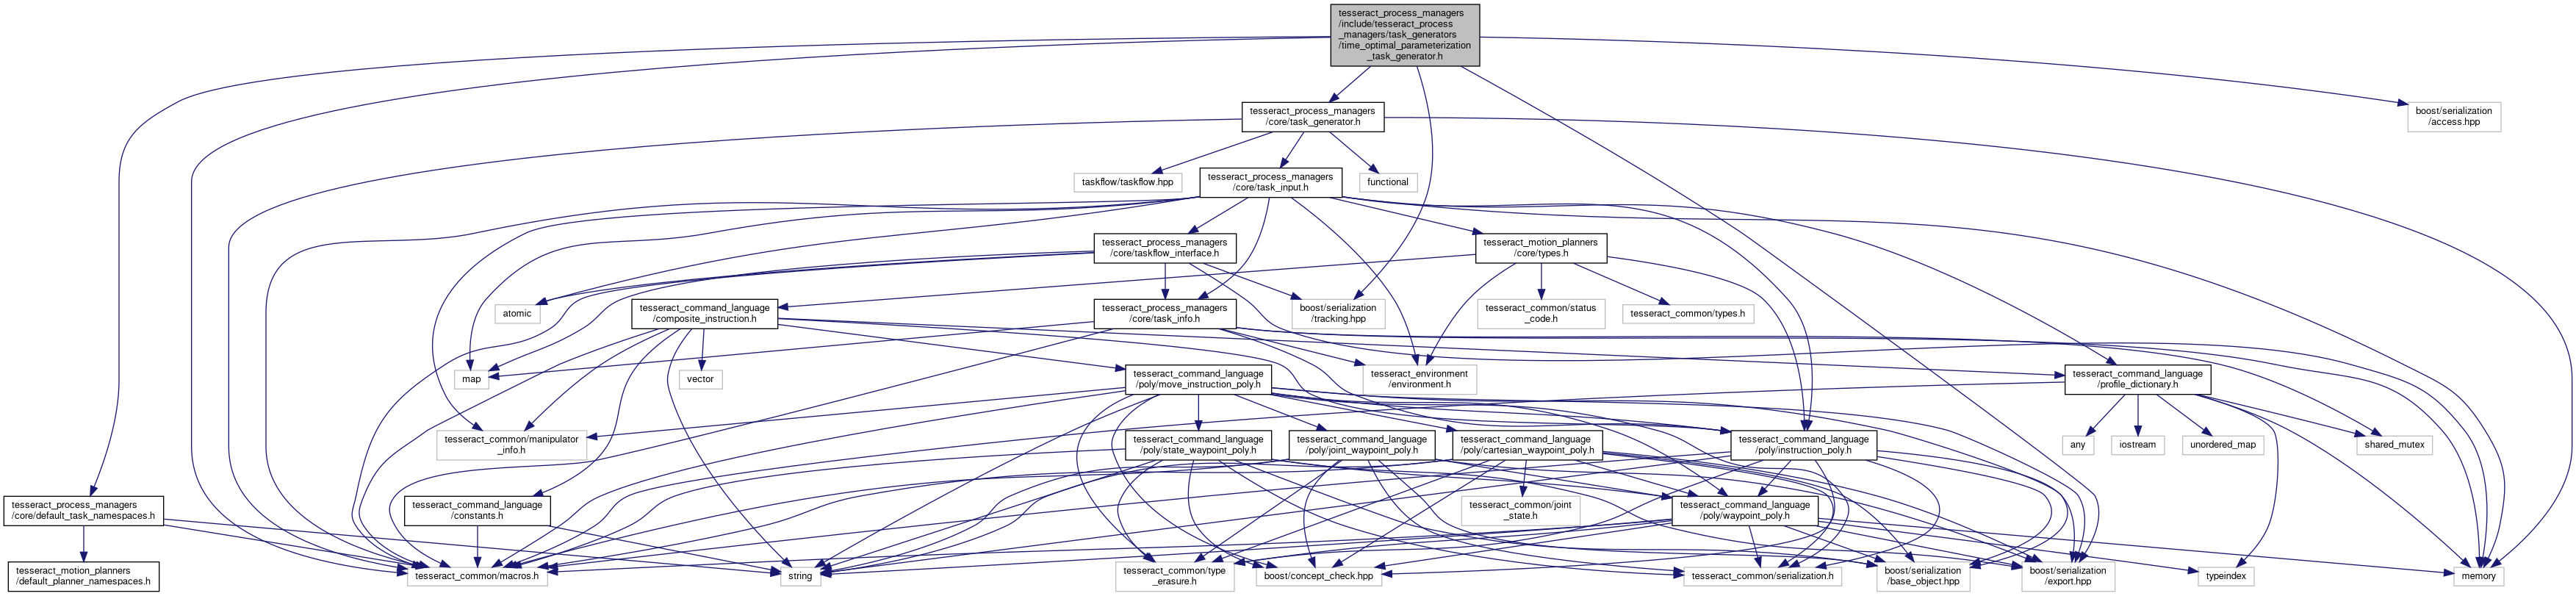 tesseract_process_managers
/include/tesseract_process
_managers/task_generators
/time_optimal_parameterization
_task_generator.h
tesseract_process_managers
/core/task_generator.h
boost/serialization
/access.hpp
taskflow/taskflow.hpp
tesseract_process_managers
/core/task_input.h
functional
tesseract_process_managers
/core/taskflow_interface.h
tesseract_motion_planners
/core/types.h
atomic
tesseract_command_language
/composite_instruction.h
tesseract_process_managers
/core/task_info.h
boost/serialization
/tracking.hpp
tesseract_common/status
_code.h
tesseract_common/types.h
map
vector
tesseract_command_language
/poly/move_instruction_poly.h
tesseract_environment
/environment.h
tesseract_command_language
/profile_dictionary.h
tesseract_common/manipulator
_info.h
tesseract_command_language
/poly/state_waypoint_poly.h
tesseract_command_language
/poly/joint_waypoint_poly.h
tesseract_command_language
/poly/cartesian_waypoint_poly.h
tesseract_command_language
/poly/instruction_poly.h
any
iostream
unordered_map
shared_mutex
tesseract_process_managers
/core/default_task_namespaces.h
tesseract_command_language
/constants.h
tesseract_common/joint
_state.h
tesseract_command_language
/poly/waypoint_poly.h
tesseract_motion_planners
/default_planner_namespaces.h
tesseract_common/macros.h
string
tesseract_common/type
_erasure.h
boost/concept_check.hpp
tesseract_common/serialization.h
boost/serialization
/base_object.hpp
boost/serialization
/export.hpp
typeindex
memory